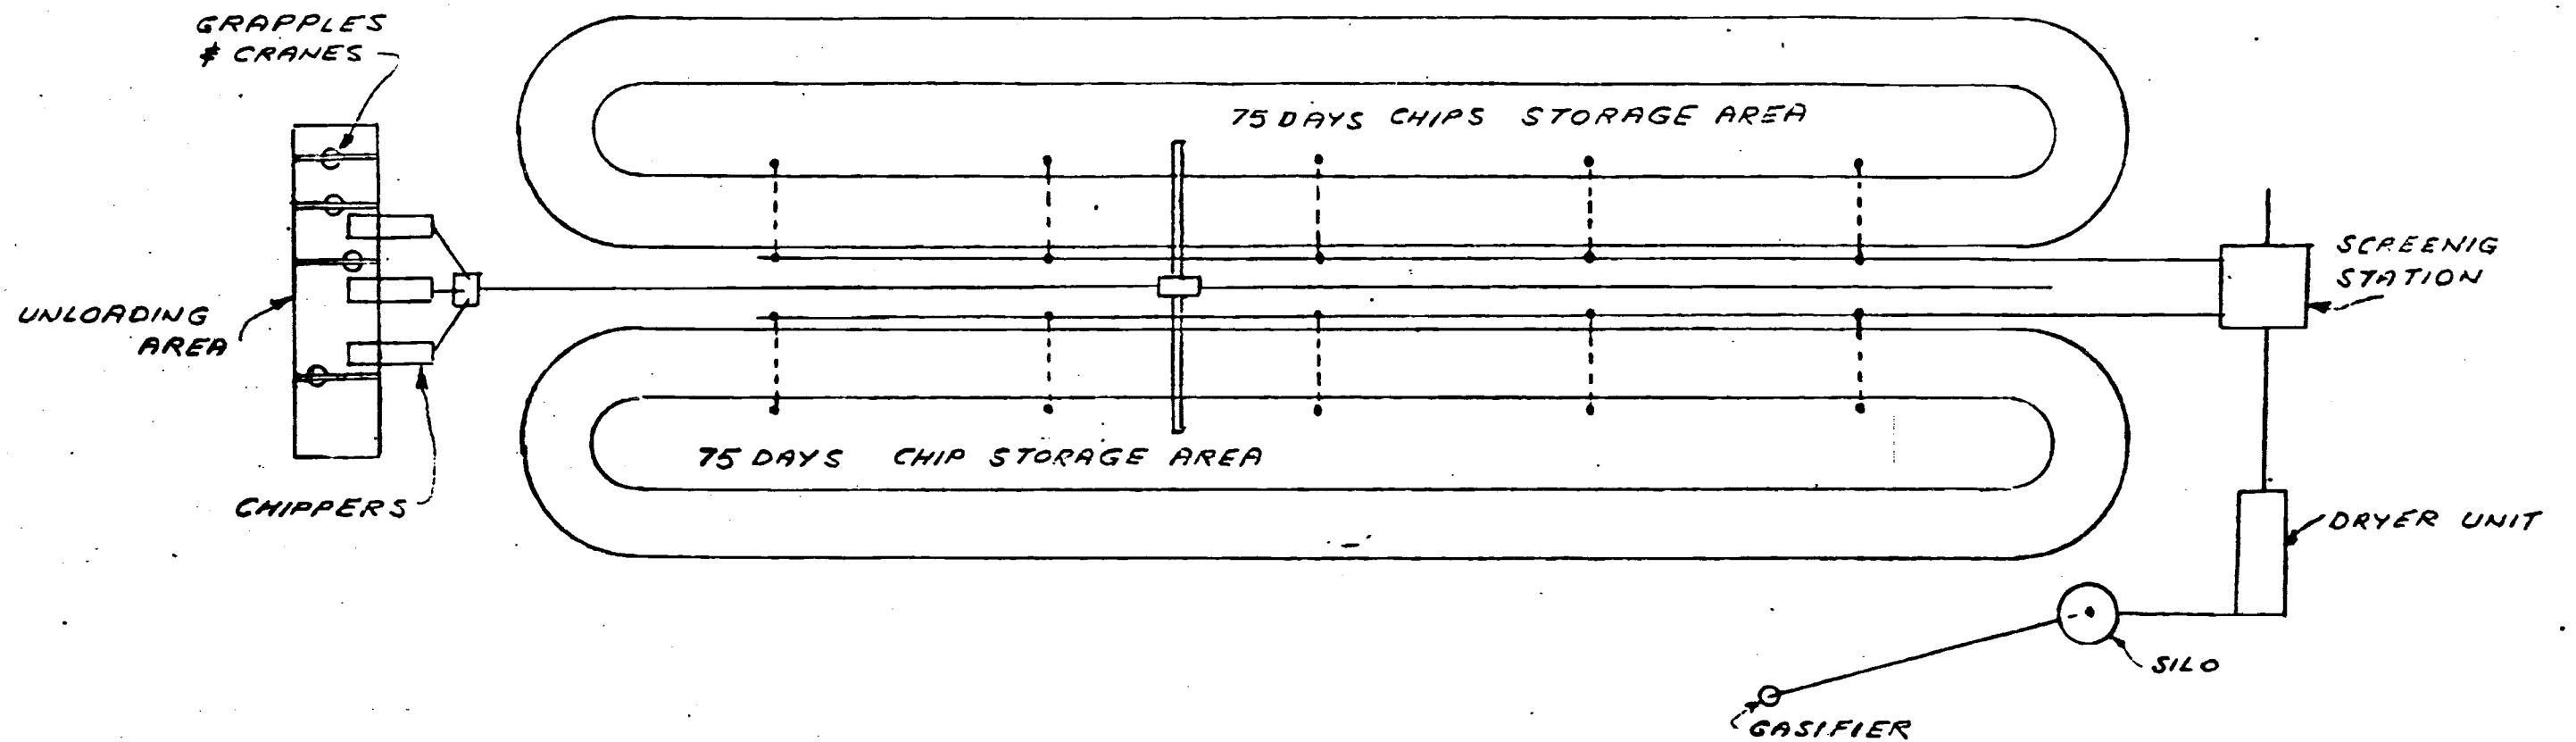 GRAPPLES
& CRANES
75 DAYS CHIPS STORAGE AREA
SCREENIG
STATION
UNLOADING
AREA
75 DAYS CHIP STORAGE AREA
CHIPPERS
DRYER UNIT
SILO
GASIFIER